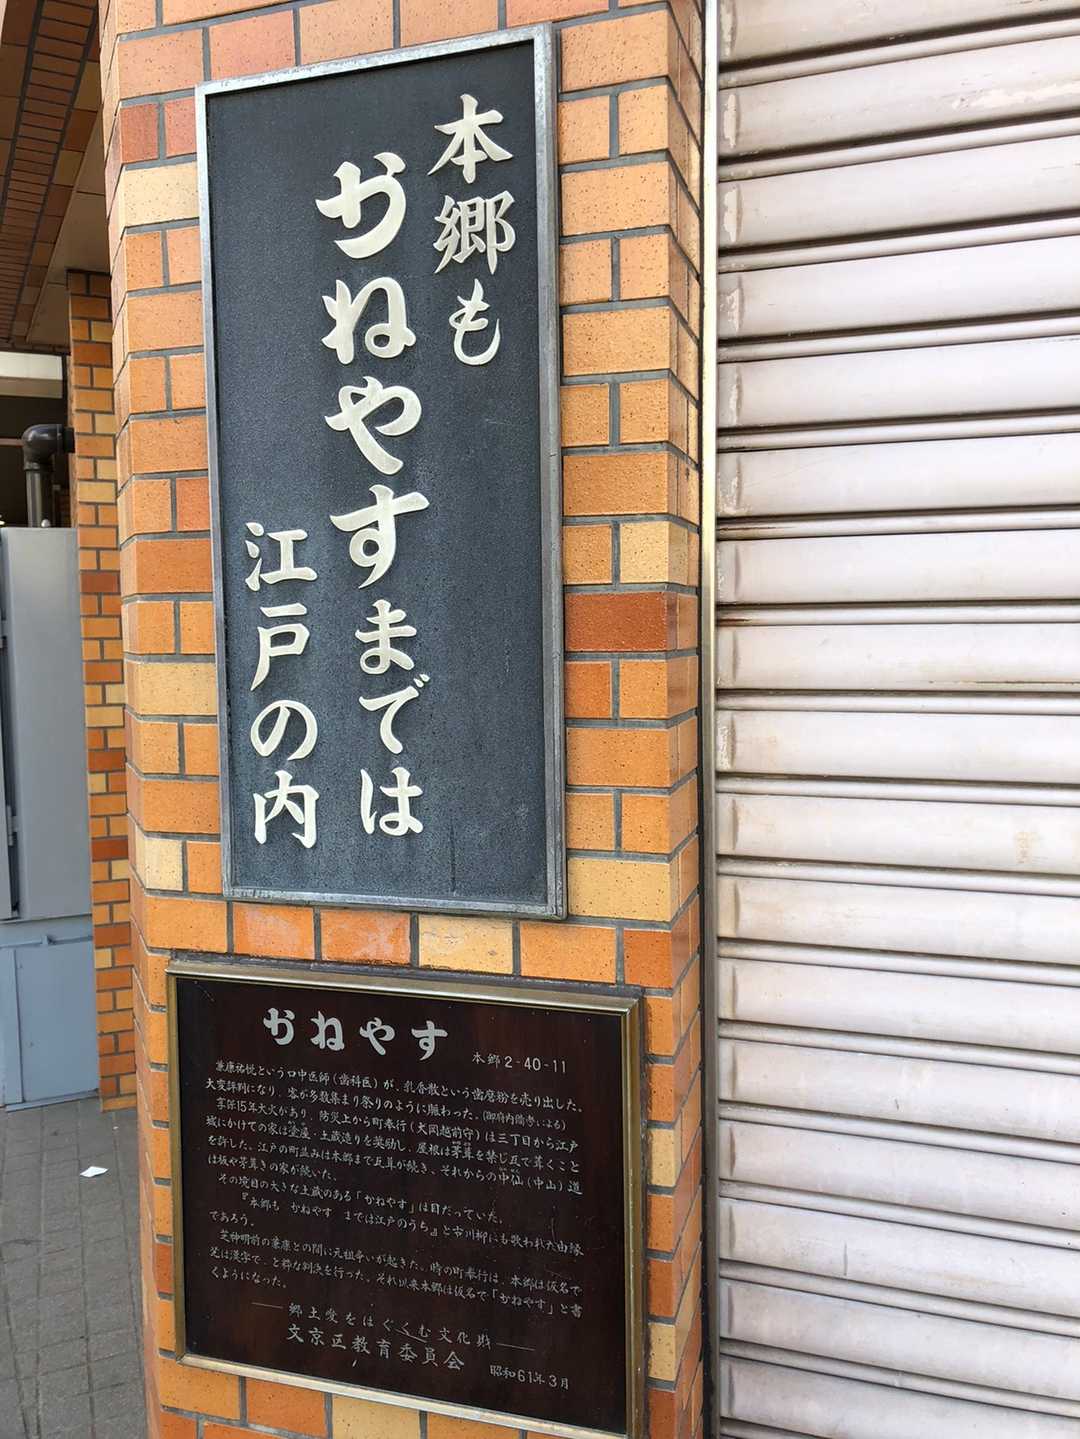 本郷も
かねやすまでは
江戸の内
かねやす
本郷2-40-11
兼康祐悦という口中医師(歯科医)が、乳香散という歯磨粉を売り出した。
大変評判になり、客が多数集まり祭りのように賑わった。(御府内備考による)
享保15年大火があり、防災上から町奉行(大岡越前守)は三丁目から江戸
城にかけての家は塗屋・土蔵造りを奨励し、屋根は茅葺を禁じ瓦で葺くこと
を許した。江戸の町並みは本郷まで瓦葺が続き、それからの中仙(中山)道
は板や茅葺きの家が続いた。
その境目の大きな土蔵のある「かねやす」は目だっていた。
『本郷も かねやす までは江戸のうち』と古川柳にも歌われた由縁
であろう。
芝神明前の兼康との間に元祖争いが起きた。時の町奉行は、本郷は仮名で
芝は漢字で、と粋な判決を行った。それ以来本郷は仮名で「かねやす」と書
くようになった。
―郷土愛をはぐくむ文化財―
文京区教育委員会
昭和61年3月